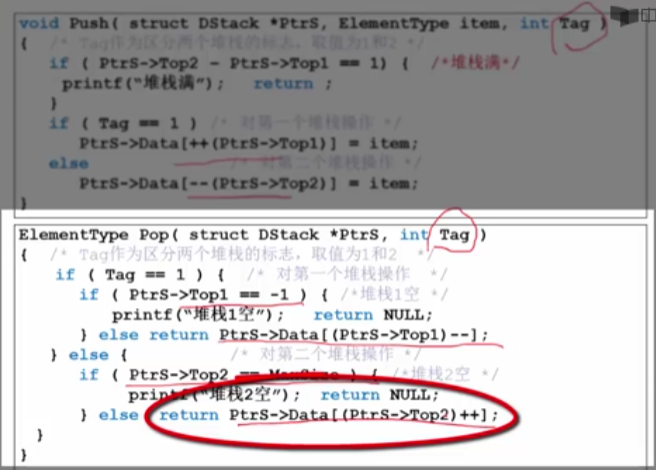 void Push( struct DStack *PtrS, ElementType item, int Tag )
{  /* Tag作为区分两个堆栈的标志，取值为1和2 */
if ( PtrS->Top2 - PtrS->Top1 == 1) {  /*堆栈满*/
printf("堆栈满");  return ;
}
if ( Tag == 1 ) /* 对第一个堆栈操作 */
PtrS->Data[++(PtrS->Top1)] = item;
else  /* 对第二个堆栈操作 */
PtrS->Data[--(PtrS->Top2)] = item;
}
ElementType Pop( struct DStack *PtrS, int Tag )
{  /* Tag作为区分两个堆栈的标志，取值为1和2 */
if ( Tag == 1 ) {  /* 对第一个堆栈操作 */
if ( PtrS->Top1 == -1 ) { /*堆栈1空 */
printf("堆栈1空");  return NULL;
} else return PtrS->Data[(PtrS->Top1)--];
} else {  /* 对第二个堆栈操作 */
if ( PtrS->Top2 == MaxSize ) { /*堆栈2空 */
printf("堆栈2空");  return NULL;
} else return PtrS->Data[(PtrS->Top2)++];
}
}